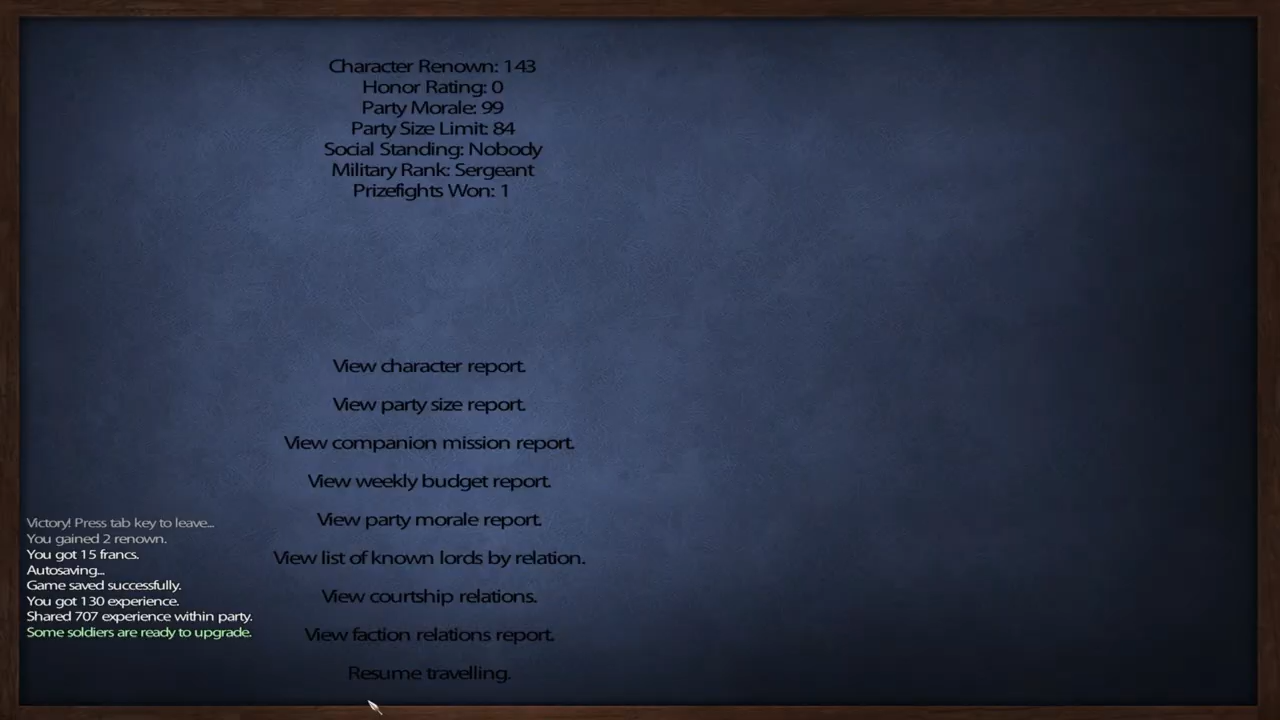 Character Renown: 143
Honor Rating: 0
Party Morale: 99
Party Size Limit: 84
Social Standing: Nobody
Military Rank: Sergeant
Prizefights Won: 1
View character report.
View party size report.
View companion mission report.
View weekly budget report.
View party morale report.
View list of known lords by relation.
View courtship relations.
View faction relations report.
Resume travelling.
Victory! Press tab key to leave...
You gained 2 renown.
You got 15 francs.
Autosaving...
Game saved successfully.
You got 130 experience.
Shared 707 experience within party.
Some soldiers are ready to upgrade.